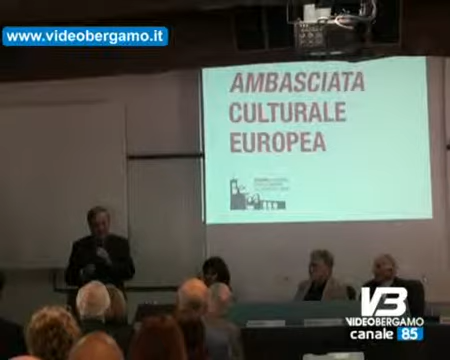 www.videobergamo.it
AMBASCIATA
CULTURALE
EUROPEA
VB
VIDEOBERGAMO
canale 85